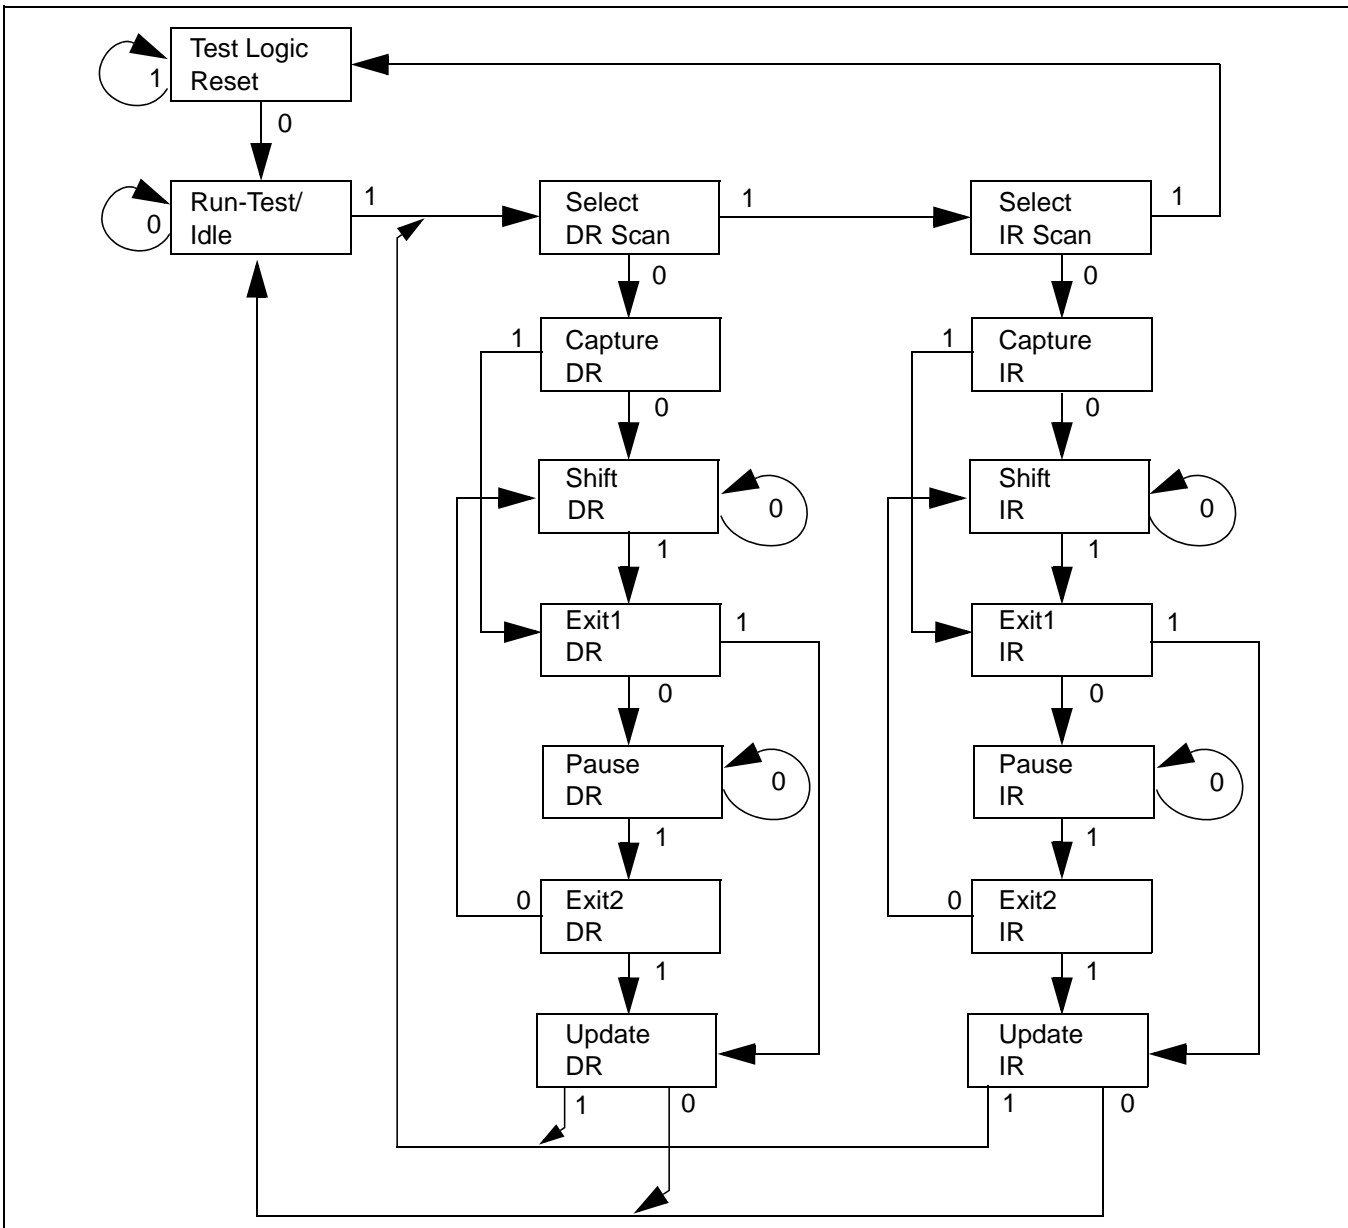 Test Logic
Reset
1
0
Run-Test/
Idle
0
1
Select
DR Scan
1
Select
IR Scan
1
0
0
Capture
DR
1
0
Capture
IR
1
0
Shift
DR
0
1
Shift
IR
0
1
Exit1
DR
1
0
Exit1
IR
1
0
Pause
DR
0
1
Pause
IR
0
1
Exit2
DR
0
1
Exit2
IR
0
1
Update
DR
1
0
Update
IR
1
0